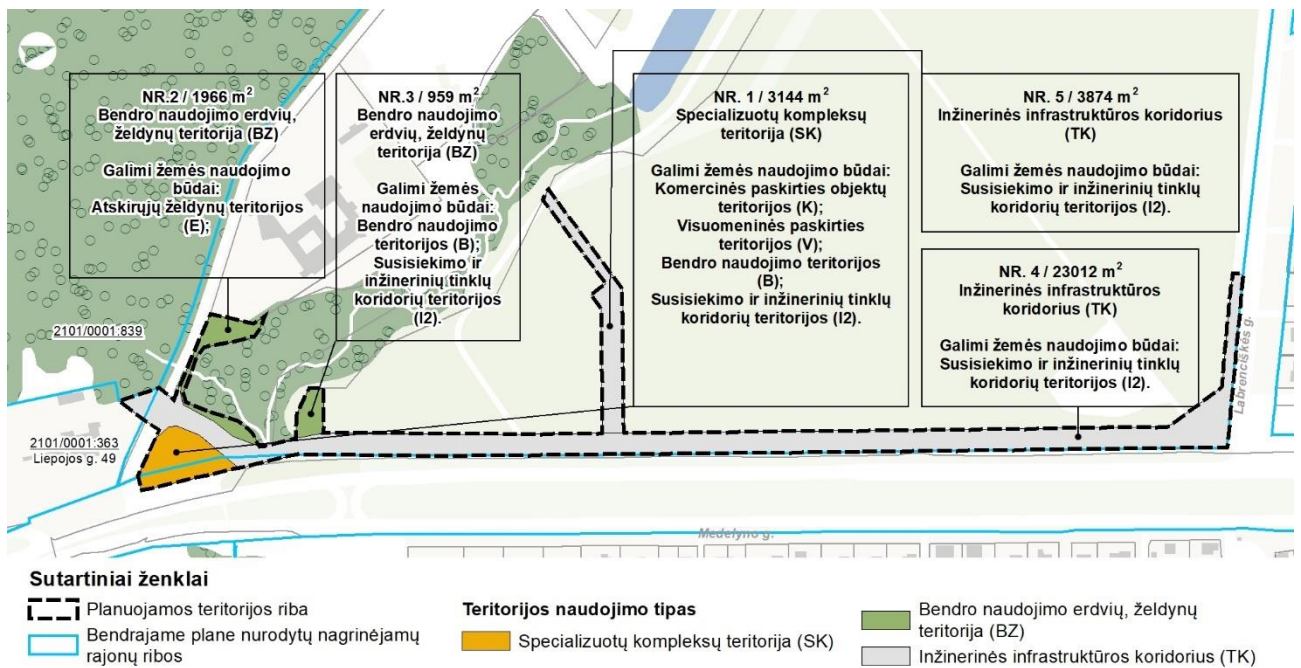 NR.2 / 1966 m²
Bendro naudojimo erdvių,
želdynų teritorija (BZ)
Galimi žemės naudojimo
būdai:
Atskirųjų želdynų teritorijos
(E);
NR.3 / 959 m²
Bendro naudojimo
erdvių, želdynų
teritorija (BZ)
Galimi žemės
naudojimo būdai:
Bendro naudojimo
teritorijos (B);
Susisiekimo ir
inžinerinių tinklų
koridorių teritorijos
(I2).
NR. 1 / 3144 m²
Specializuotų kompleksų
teritorija (SK)
Galimi žemės naudojimo būdai:
Komercinės paskirties objektų
teritorijos (K);
Visuomeninės paskirties
teritorijos (V);
Bendro naudojimo teritorijos
(B);
Susisiekimo ir inžinerinių tinklų
koridorių teritorijos (I2).
NR. 5 / 3874 m²
Inžinerinės infrastruktūros koridorius
(TK)
Galimi žemės naudojimo būdai:
Susisiekimo ir inžinerinių tinklų
koridorių teritorijos (I2).
NR. 4 / 23012 m²
Inžinerinės infrastruktūros
koridorius (TK)
Galimi žemės naudojimo būdai:
Susisiekimo ir inžinerinių tinklų
koridorių teritorijos (I2).
2101/0001:839
2101/0001:363
Liepojos g. 49
Labrenciškės g.
Medelyno g.
Sutartiniai ženklai
Planuojamos teritorijos riba
Bendrajame plane nurodytų nagrinėjamų
rajonų ribos
Teritorijos naudojimo tipas
Specializuotų kompleksų teritorija (SK)
Bendro naudojimo erdvių, želdynų
teritorija (BZ)
Inžinerinės infrastruktūros koridorius (TK)